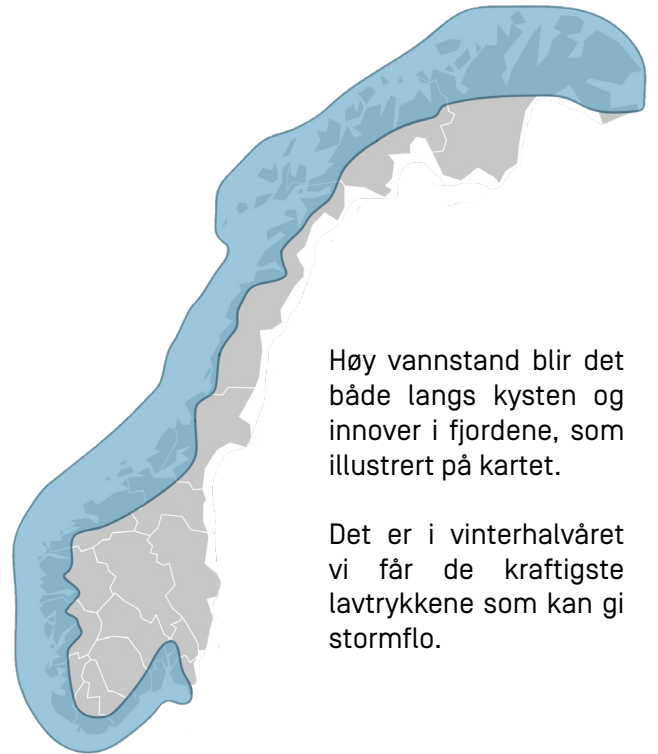 Høy vannstand blir det
både langs kysten og
innover i fjordene, som
illustrert på kartet.
Det er i vinterhalvåret
vi får de kraftigste
lavtrykkene som kan gi
stormflo.